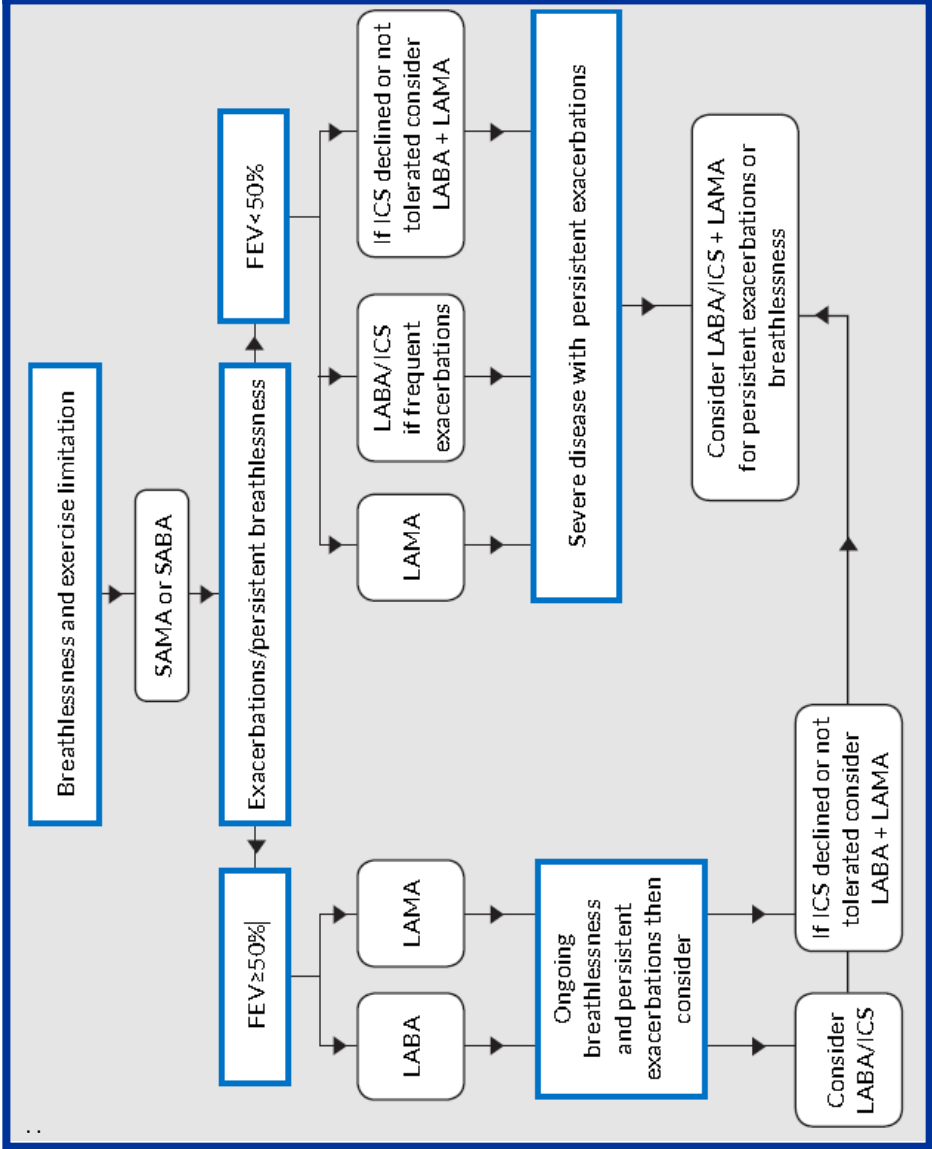 Breathlessness and exercise limitation
SAMA or SABA
Exacerbations/persistent breathlessness
FEV≥50%|
FEV<50%
LABA
LAMA
LAMA
LABA/ICS
if frequent
exacerbations
If ICS declined or not
tolerated consider
LABA + LAMA
Ongoing
breathlessness
and persistent
exacerbations then
consider
Severe disease with persistent exacerbations
Consider
LABA/ICS
If ICS declined or not
tolerated consider
LABA + LAMA
Consider LABA/ICS + LAMA
for persistent exacerbations or
breathlessness